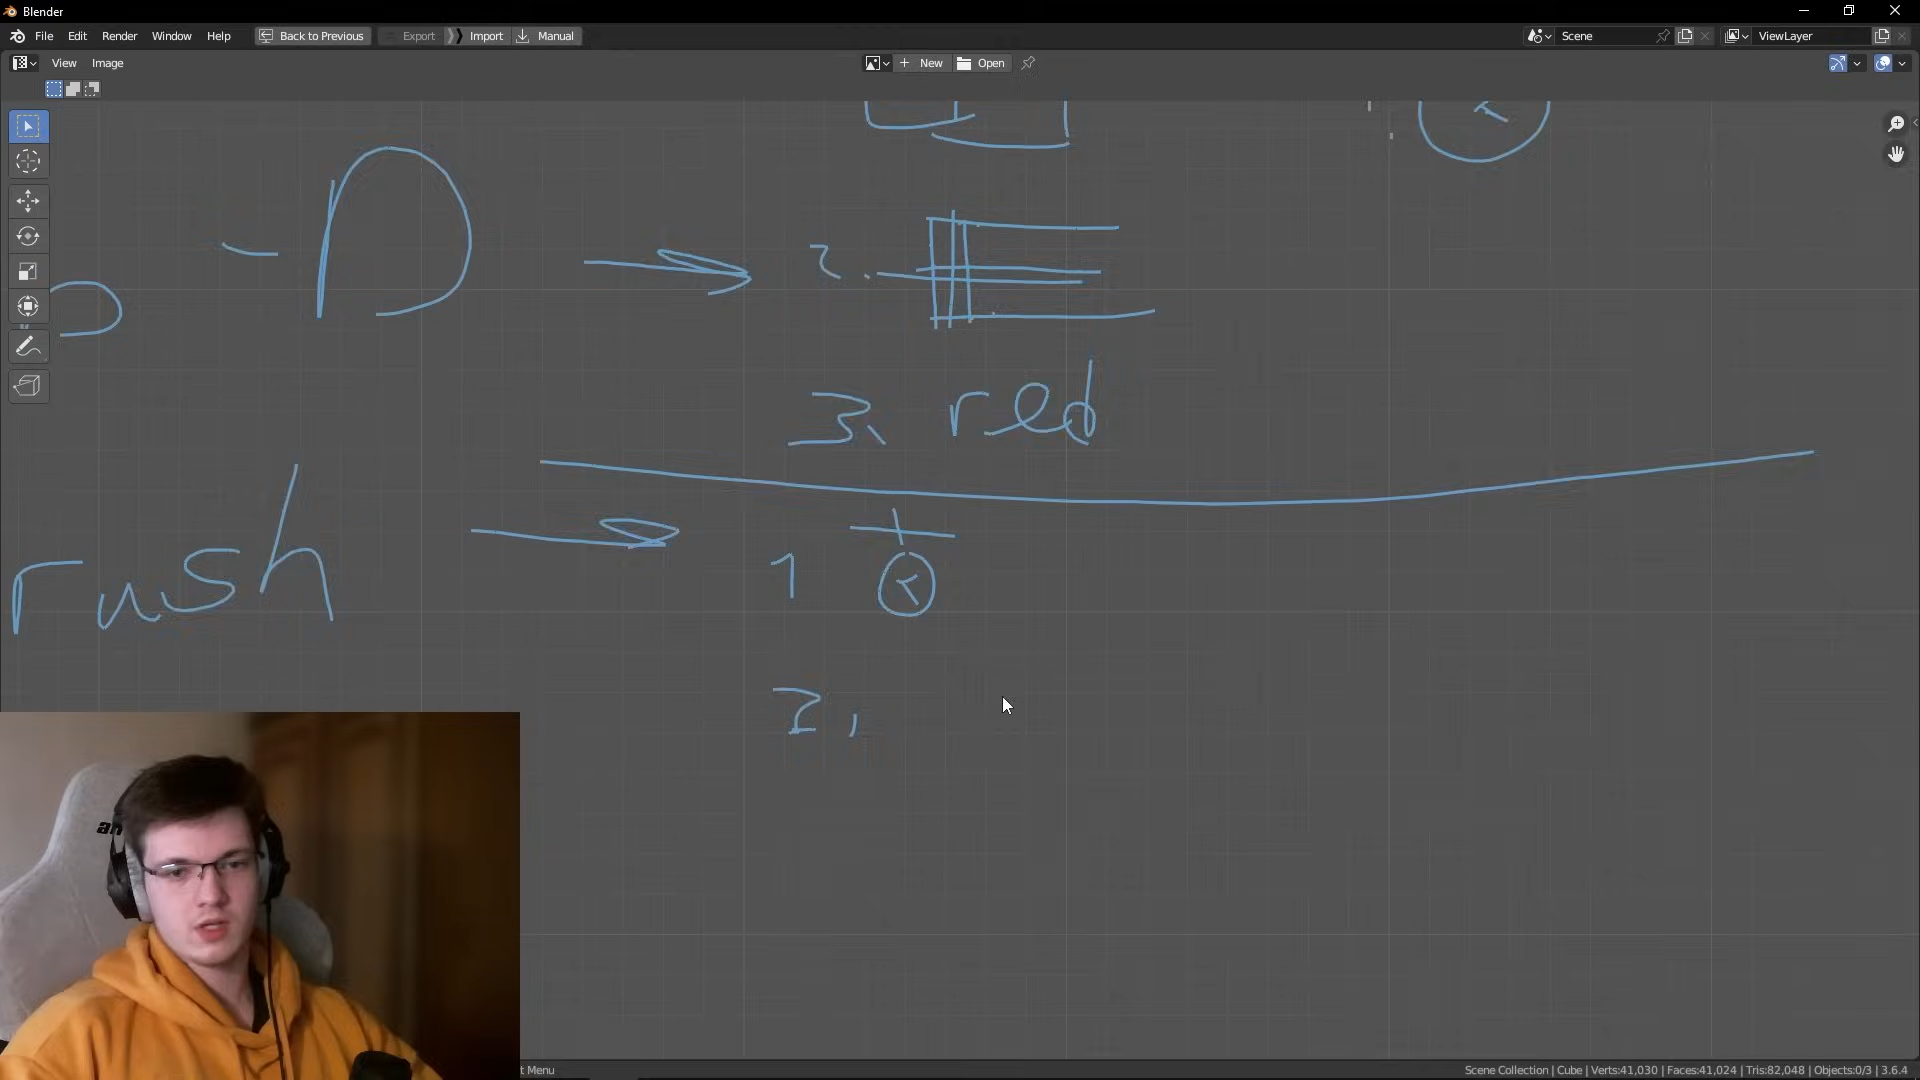 Blender
File Edit Render Window Help Back to Previous Export Import Manual Scene ViewLayer
View Image New Open
- D 2.
3. red
rush 1
2,
an
t Menu Scene Collection | Cube | Verts:41,030 | Faces:41,024 | Tris:82,048 | Objects:0/3 | 3.6.4